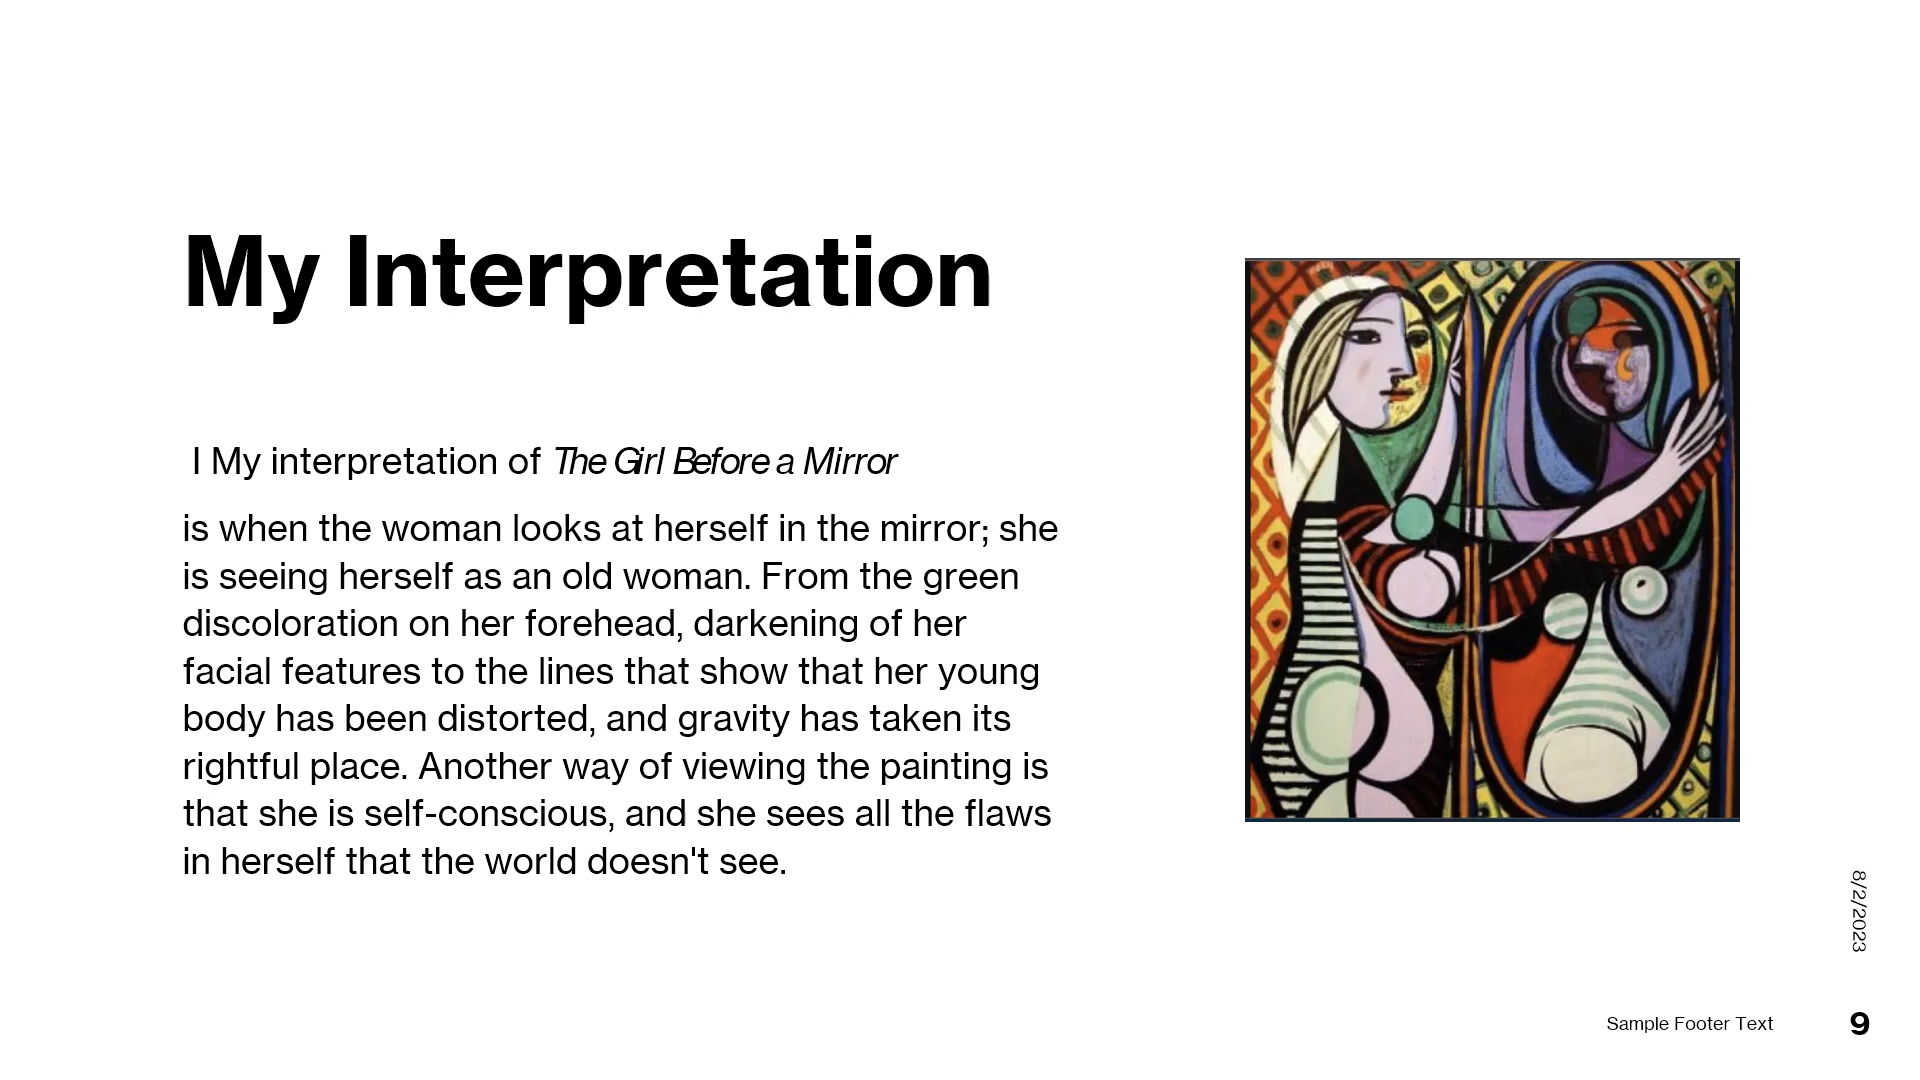 My Interpretation
I My interpretation of The Girl Before a Mirror
is when the woman looks at herself in the mirror; she
is seeing herself as an old woman. From the green
discoloration on her forehead, darkening of her
facial features to the lines that show that her young
body has been distorted, and gravity has taken its
rightful place. Another way of viewing the painting is
that she is self-conscious, and she sees all the flaws
in herself that the world doesn't see.
8/2/2023
Sample Footer Text
9